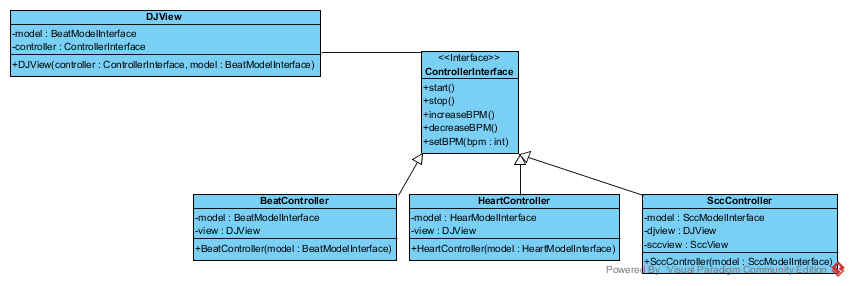 DJView
-model : BeatModelInterface
-controller : ControllerInterface
+DJView(controller : ControllerInterface, model : BeatModelInterface)
<<Interface>>
ControllerInterface
+start()
+stop()
+increaseBPM()
+decreaseBPM()
+setBPM(bpm : int)
BeatController
-model : BeatModelInterface
-view : DJView
+BeatController(model : BeatModelInterface)
HeartController
-model : HearModelInterface
-view : DJView
+HeartController(model : HeartModelInterface)
SccController
-model : SccModelInterface
-djview : DJView
-sccview : SccView
+SccController(model : SccModelInterface)
Powered By Visual Paradigm Community Edition